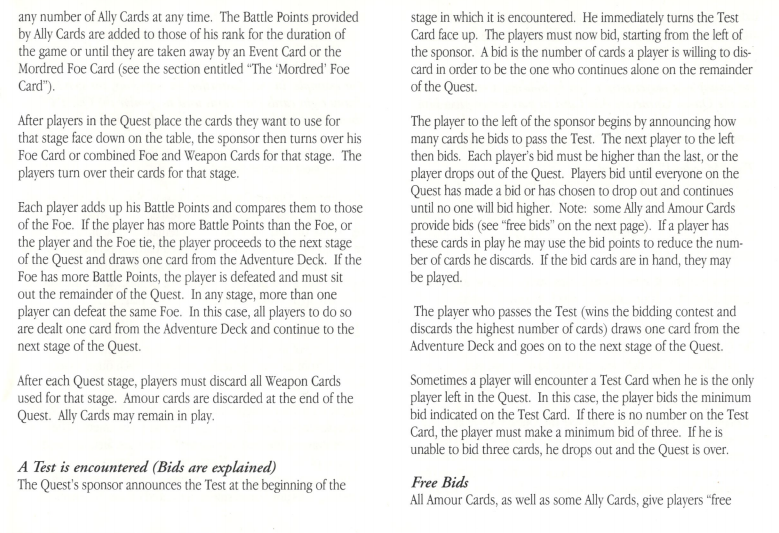 any number of Ally Cards at any time.  The Battle Points provided
by Ally Cards are added to those of his rank for the duration of
the game or until they are taken away by an Event Card or the
Mordred Foe Card (see the section entitled "The 'Mordred' Foe
Card").
After players in the Quest place the cards they want to use for
that stage face down on the table, the sponsor then turns over his
Foe Card or combined Foe and Weapon Cards for that stage.  The
players turn over their cards for that stage.
Each player adds up his Battle Points and compares them to those
of the Foe.  If the player has more Battle Points than the Foe, or
the player and the Foe tie, the player proceeds to the next stage
of the Quest and draws one card from the Adventure Deck.  If the
Foe has more Battle Points, the player is defeated and must sit
out the remainder of the Quest.  In any stage, more than one
player can defeat the same Foe.  In this case, all players to do so
are dealt one card from the Adventure Deck and continue to the
next stage of the Quest.
After each Quest stage, players must discard all Weapon Cards
used for that stage.  Amour cards are discarded at the end of the
Quest.  Ally Cards may remain in play.
A Test is encountered (Bids are explained)
The Quest's sponsor announces the Test at the beginning of the
stage in which it is encountered.  He immediately turns the Test
Card face up.  The players must now bid, starting from the left of
the sponsor.  A bid is the number of cards a player is willing to dis-
card in order to be the one who continues alone on the remainder
of the Quest.
The player to the left of the sponsor begins by announcing how
many cards he bids to pass the Test.  The next player to the left
then bids.  Each player's bid must be higher than the last, or the
player drops out of the Quest.  Players bid until everyone on the
Quest has made a bid or has chosen to drop out and continues
until no one will bid higher.  Note:  some Ally and Amour Cards
provide bids (see "free bids" on the next page).  If a player has
these cards in play he may use the bid points to reduce the num-
ber of cards he discards.  If the bid cards are in hand, they may
be played.
The player who passes the Test (wins the bidding contest and
discards the highest number of cards) draws one card from the
Adventure Deck and goes on to the next stage of the Quest.
Sometimes a player will encounter a Test Card when he is the only
player left in the Quest.  In this case, the player bids the minimum
bid indicated on the Test Card.  If there is no number on the Test
Card, the player must make a minimum bid of three.  If he is
unable to bid three cards, he drops out and the Quest is over.
Free Bids
All Amour Cards, as well as some Ally Cards, give players "free